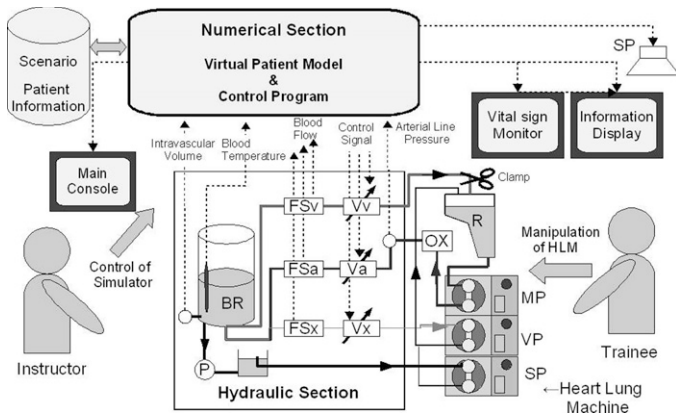 Numerical Section
Virtual Patient Model
&
Control Program
Scenario
Patient
Information
SP
Vital sign
Monitor
Information
Display
Main
Console
Intravascular
Volume
Blood
Temperature
Blood
Flow
Control
Signal
Arterial Line
Pressure
Clamp
Control of
Simulator
Instructor
BR
P
FSv
Vv
FSa
Va
FSx
Vx
Hydraulic Section
OX
R
MP
VP
SP
Manipulation
of HLM
Trainee
←Heart Lung
Machine